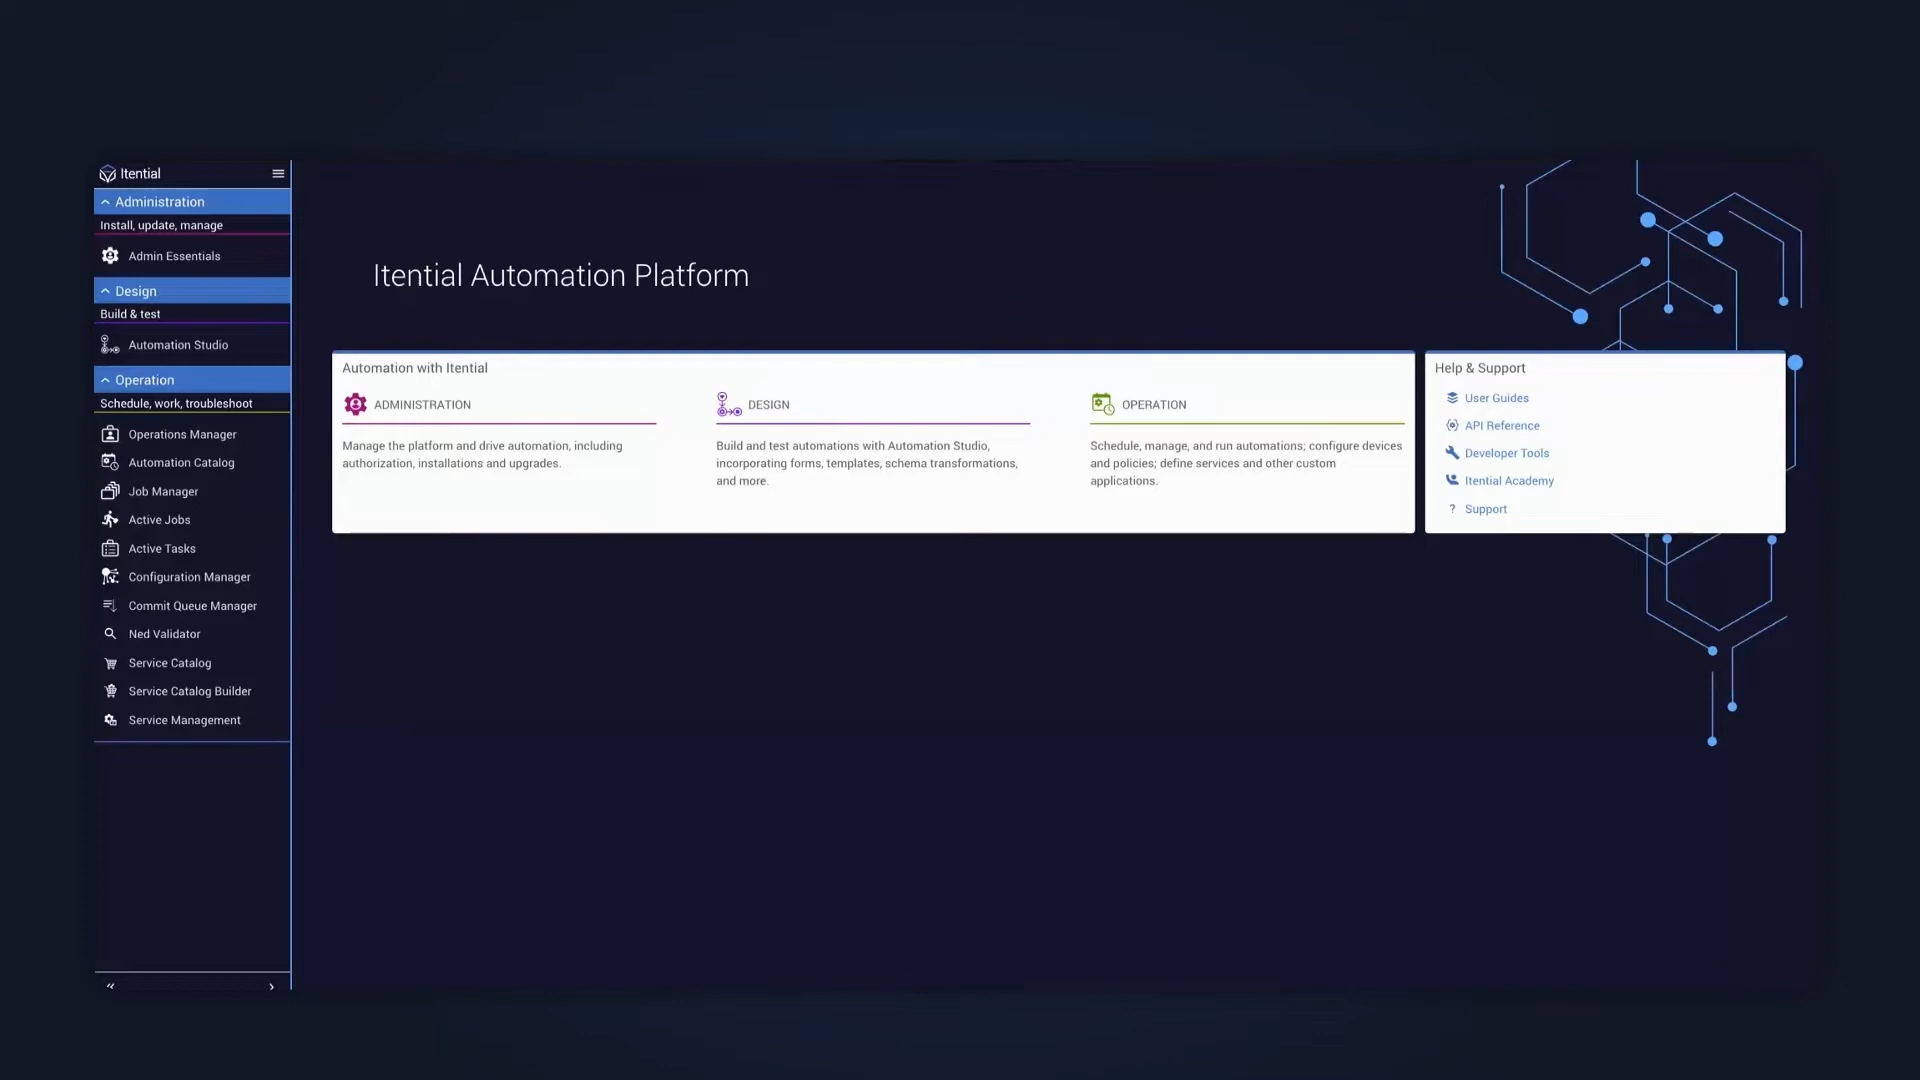 Itential
Administration
Install, update, manage
Admin Essentials
Design
Build & test
Automation Studio
Operation
Schedule, work, troubleshoot
Operations Manager
Automation Catalog
Job Manager
Active Jobs
Active Tasks
Configuration Manager
Commit Queue Manager
Ned Validator
Service Catalog
Service Catalog Builder
Service Management
Itential Automation Platform
Automation with Itential
ADMINISTRATION
Manage the platform and drive automation, including
authorization, installations and upgrades.
DESIGN
Build and test automations with Automation Studio,
incorporating forms, templates, schema transformations,
and more.
OPERATION
Schedule, manage, and run automations; configure devices
and policies; define services and other custom
applications.
Help & Support
User Guides
API Reference
Developer Tools
Itential Academy
? Support